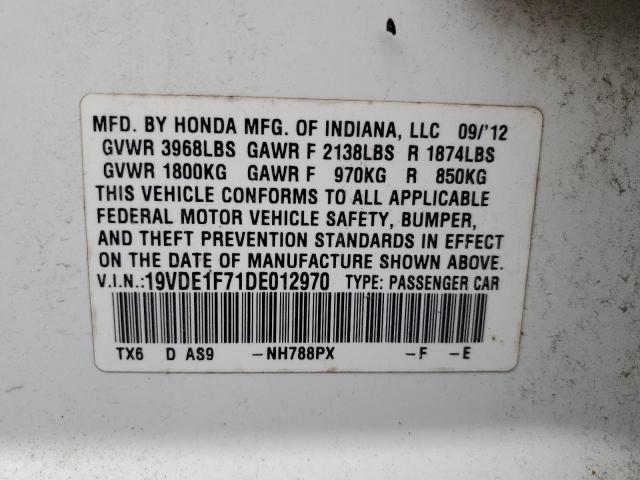 MFD. BY HONDA MFG. OF INDIANA, LLC 09/'12
GVWR 3968LBS GAWR F 2138LBS R 1874LBS
GVWR 1800KG GAWR F 970KG R 850KG
THIS VEHICLE CONFORMS TO ALL APPLICABLE
FEDERAL MOTOR VEHICLE SAFETY, BUMPER,
AND THEFT PREVENTION STANDARDS IN EFFECT
ON THE DATE OF MANUFACTURE SHOWN ABOVE.
V.I.N.:19VDE1F71DE012970 TYPE: PASSENGER CAR
TX6 D AS9 -NH788PX -F -E